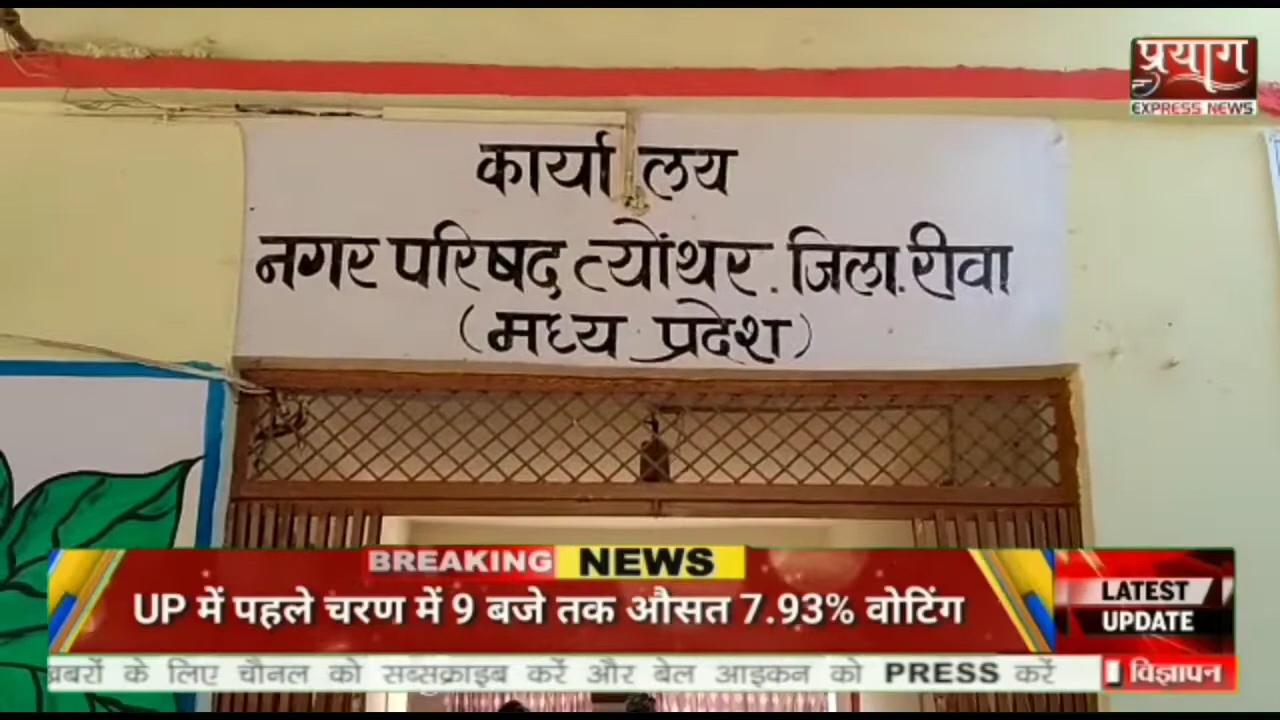 प्रयाग
EXPRESS NEWS
कार्यालय
नगर परिषद त्योंथर. जिला. रीवा
(मध्य प्रदेश)
BREAKING NEWS
UP में पहले चरण में 9 बजे तक औसत 7.93% वोटिंग
LATEST
UPDATE
के लिए चौनल को सब्सक्राइब करें और बेल आइकन को PRESS करें
विज्ञापन